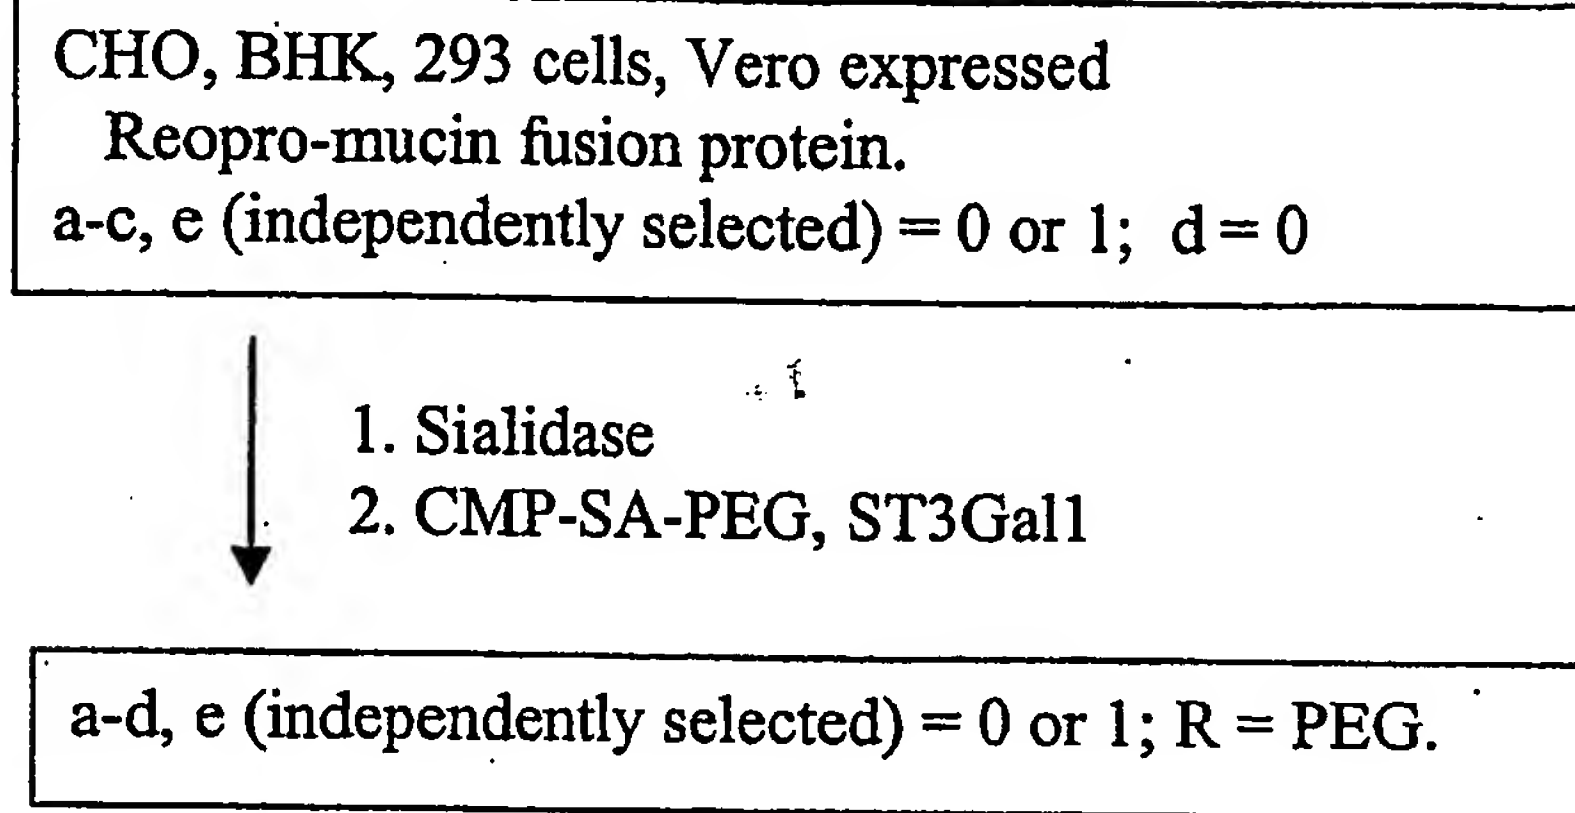 CHO, BHK, 293 cells, Vero expressed
Reopro-mucin fusion protein.
a-c, e (independently selected) = 0 or 1; d = 0
1. Sialidase
2. CMP-SA-PEG, ST3Gal1
a-d, e (independently selected) = 0 or 1; R = PEG.